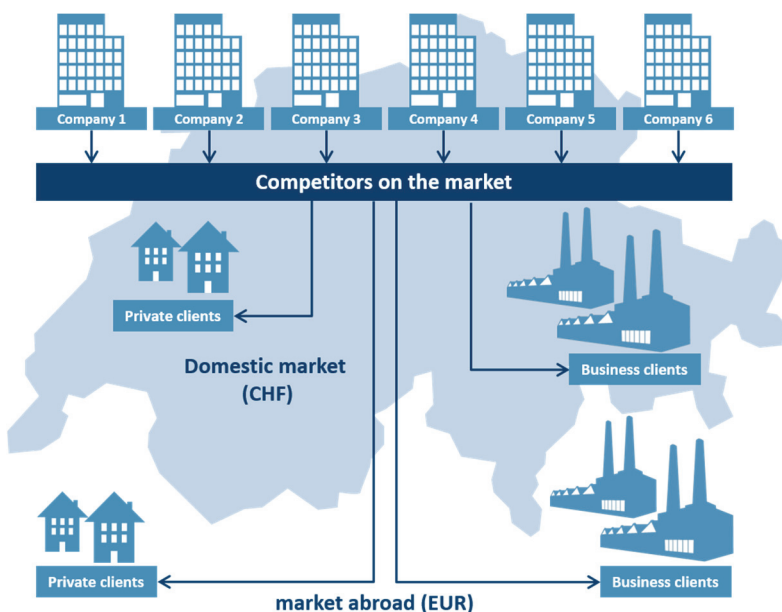 Company 1
Company 2
Company 3
Company 4
Company 5
Company 6
Competitors on the market
Private clients
Domestic market
(CHF)
Business clients
Private clients
Business clients
market abroad (EUR)